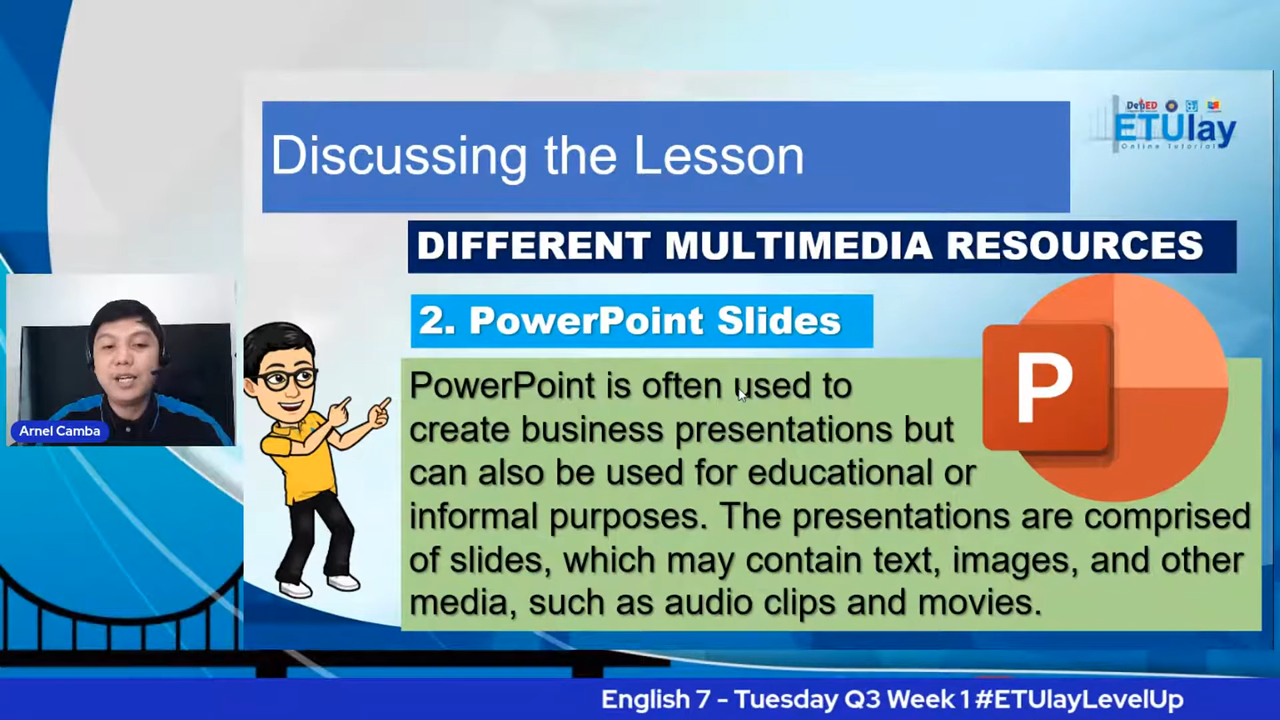 Discussing the Lesson
DepED
ETUlay
Online Tutorial
DIFFERENT MULTIMEDIA RESOURCES
2. PowerPoint Slides
P
PowerPoint is often used to
create business presentations but
can also be used for educational or
informal purposes. The presentations are comprised
of slides, which may contain text, images, and other
media, such as audio clips and movies.
Arnel Camba
English 7 - Tuesday Q3 Week 1 #ETUlayLevelUp